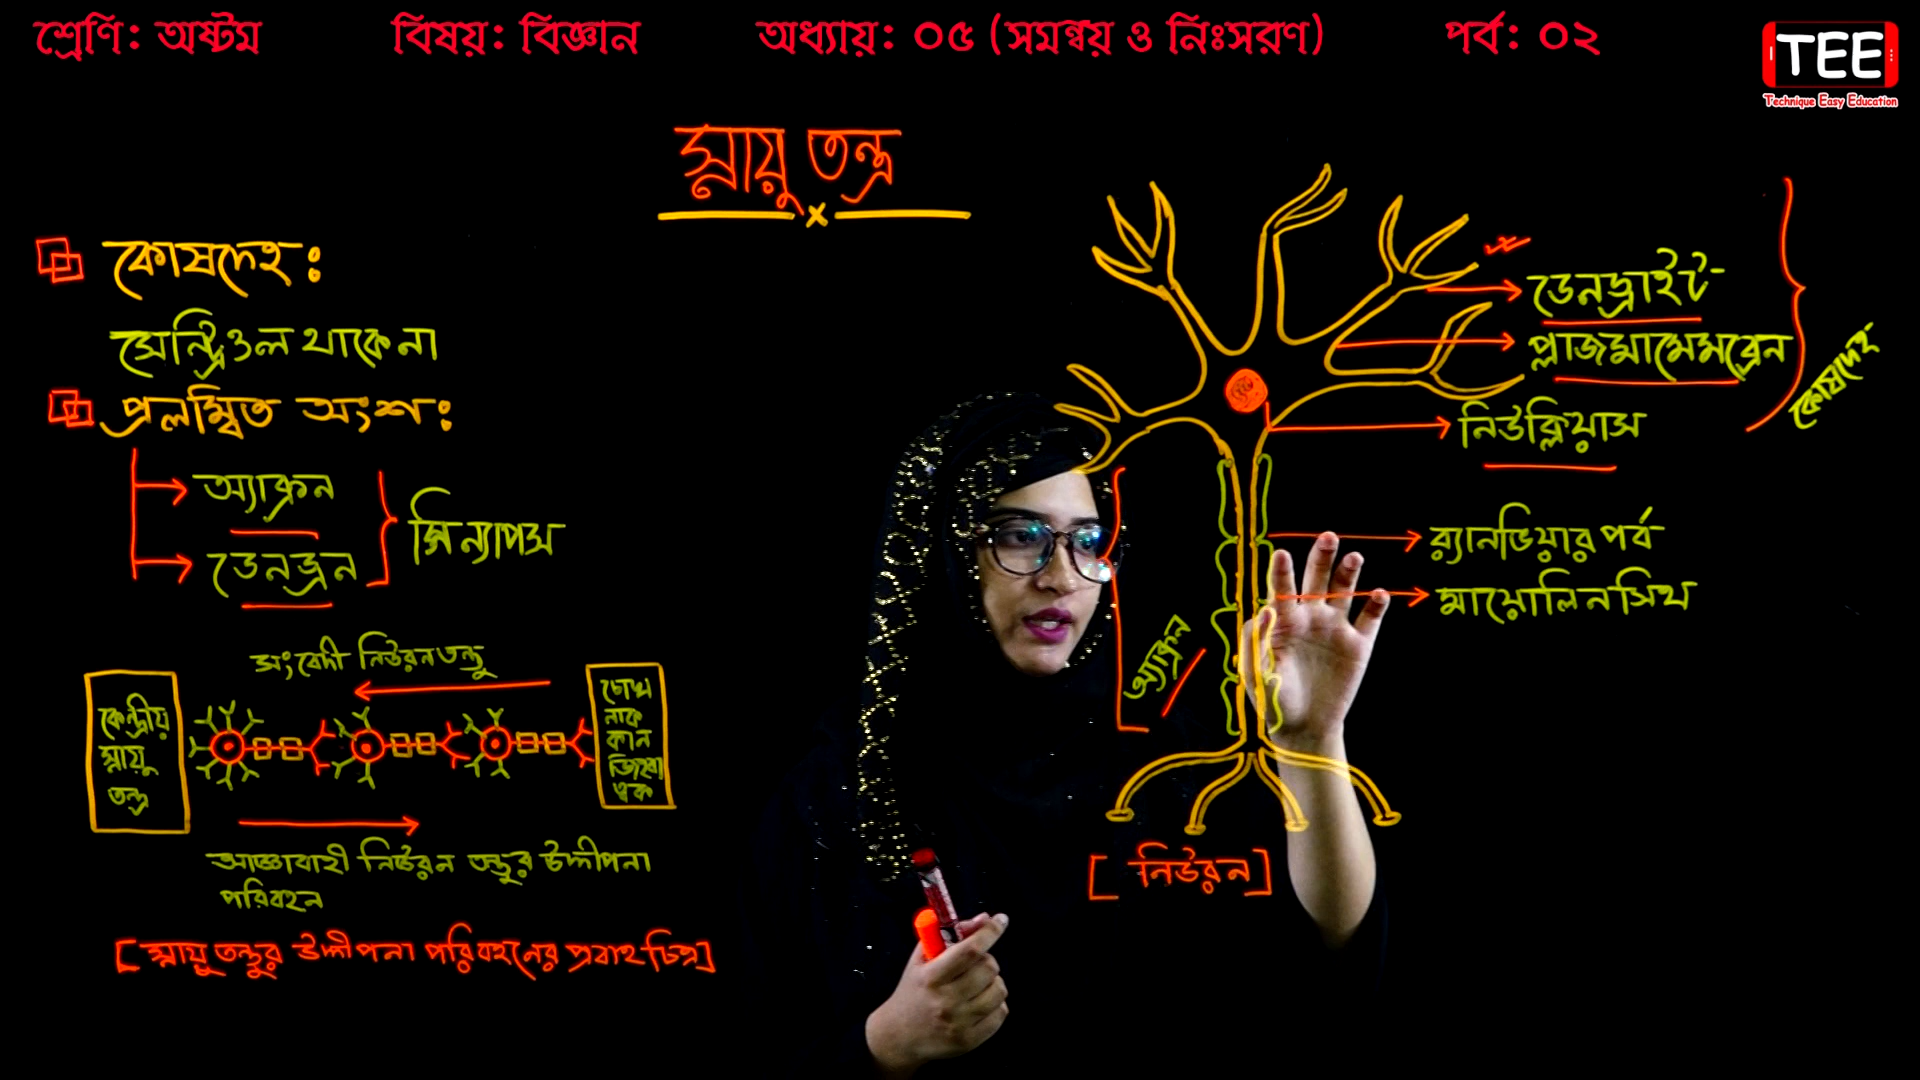 শ্রেণি: অষ্টম বিষয়: বিজ্ঞান অধ্যায়: ০৫ (সমন্বয় ও নিঃসরণ) পর্ব: ০২
TEE
Technique Easy Education
স্নায়ু তন্ত্র
কোষদেহ:
সেন্ট্রিওল থাকে না
প্রলম্বিত অংশ:
অ্যাক্সন
ডেনড্রন
সিন্যাপস
সংবেদী নিউরন তন্তু
কেন্দ্রীয়
স্নায়ু
তন্ত্র
চোখ
নাক
কান
জিহ্বা
ত্বক
আজ্ঞাবাহী নিউরন তন্তুর উদ্দীপনা
পরিবহন
[স্নায়ু তন্তুর উদ্দীপনা পরিবহনের প্রবাহ চিত্র]
ডেনড্রাইট
প্লাজমামেমব্রেন
নিউক্লিয়াস
কোষদেহ
র‍্যানভিয়ার পর্ব
মায়োলিন সিথ
অ্যাক্সন
[নিউরন]